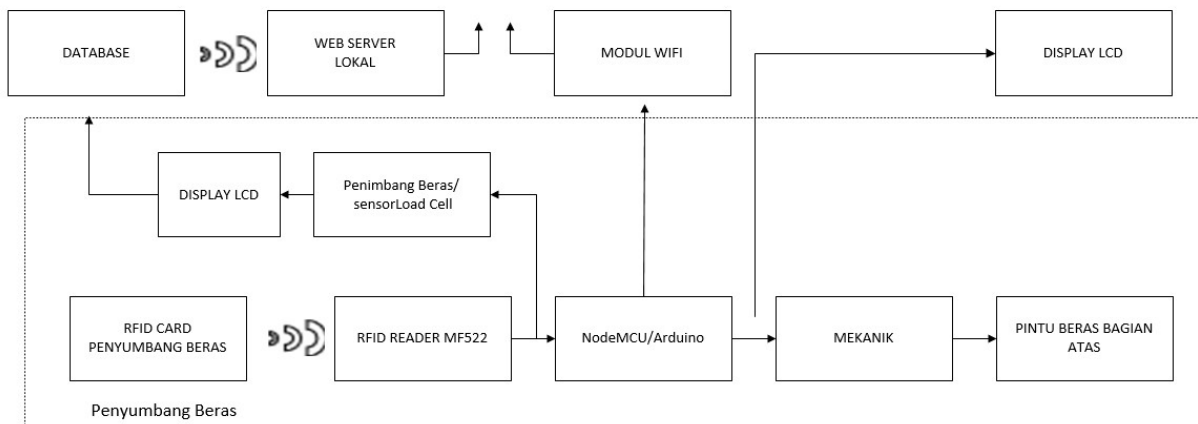 DATABASE
WEB SERVER
LOKAL
MODUL WIFI
DISPLAY LCD
DISPLAY LCD
Penimbang Beras/
sensorLoad Cell
RFID CARD
PENYUMBANG BERAS
RFID READER MF522
NodeMCU/Arduino
MEKANIK
PINTU BERAS BAGIAN
ATAS
Penyumbang Beras